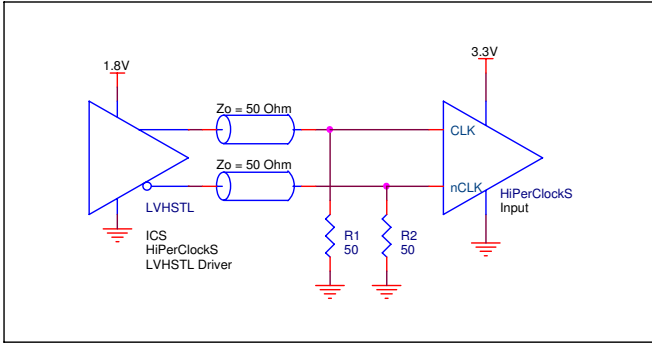 1.8V
3.3V
Zo = 50 Ohm
CLK
Zo = 50 Ohm
nCLK
HiPerClockS
Input
LVHSTL
ICS
HiPerClockS
LVHSTL Driver
R1
50
R2
50